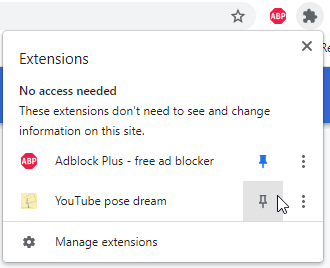 ABP
Extensions
No access needed
These extensions don't need to see and change
information on this site.
ABP Adblock Plus - free ad blocker
YouTube pose dream
Manage extensions